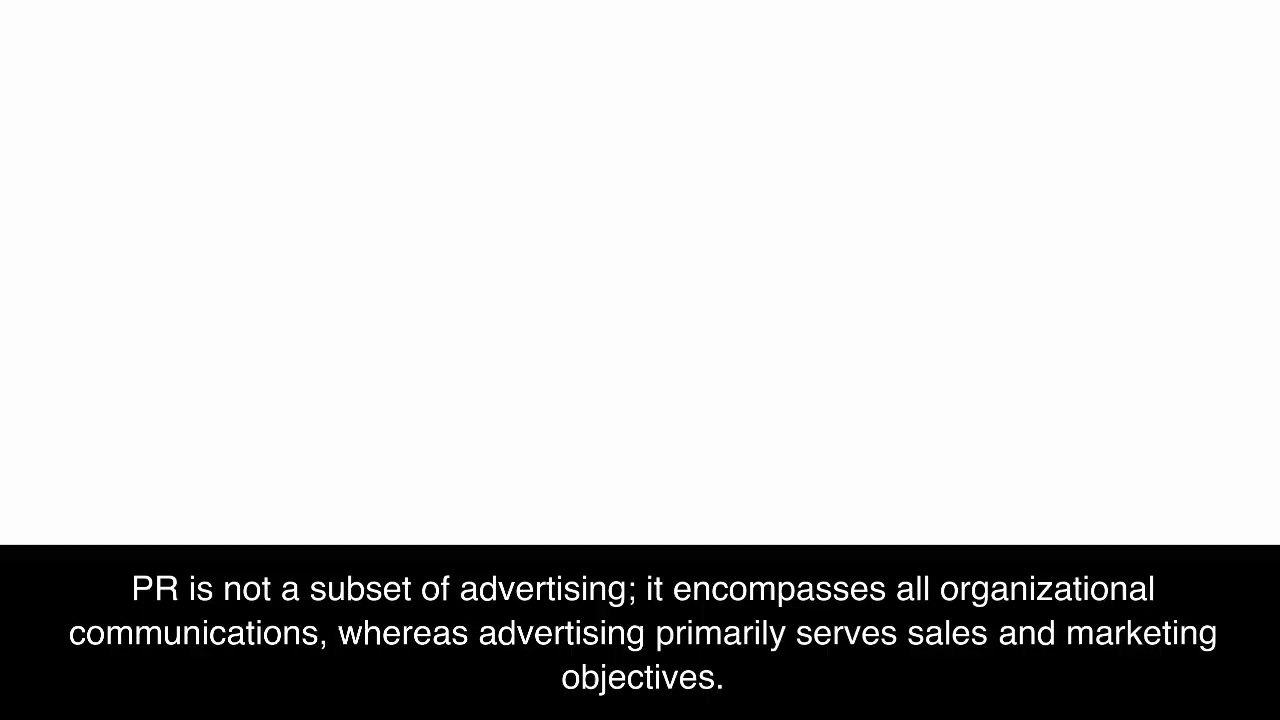 PR is not a subset of advertising; it encompasses all organizational
communications, whereas advertising primarily serves sales and marketing
objectives.